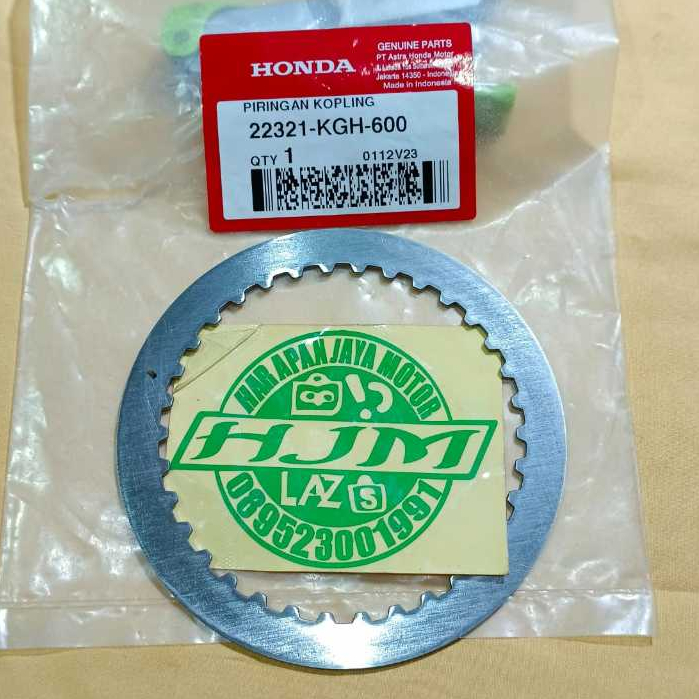 HONDA
GENUINE PARTS
PT Astra Honda Motor
Jakarta 14350 - Indonesia
Made in Indonesia
PIRINGAN KOPLING
22321-KGH-600
QTY 1
0112V23
HARAPAN JAYA MOTOR
HJM
LAZ S
089523001991